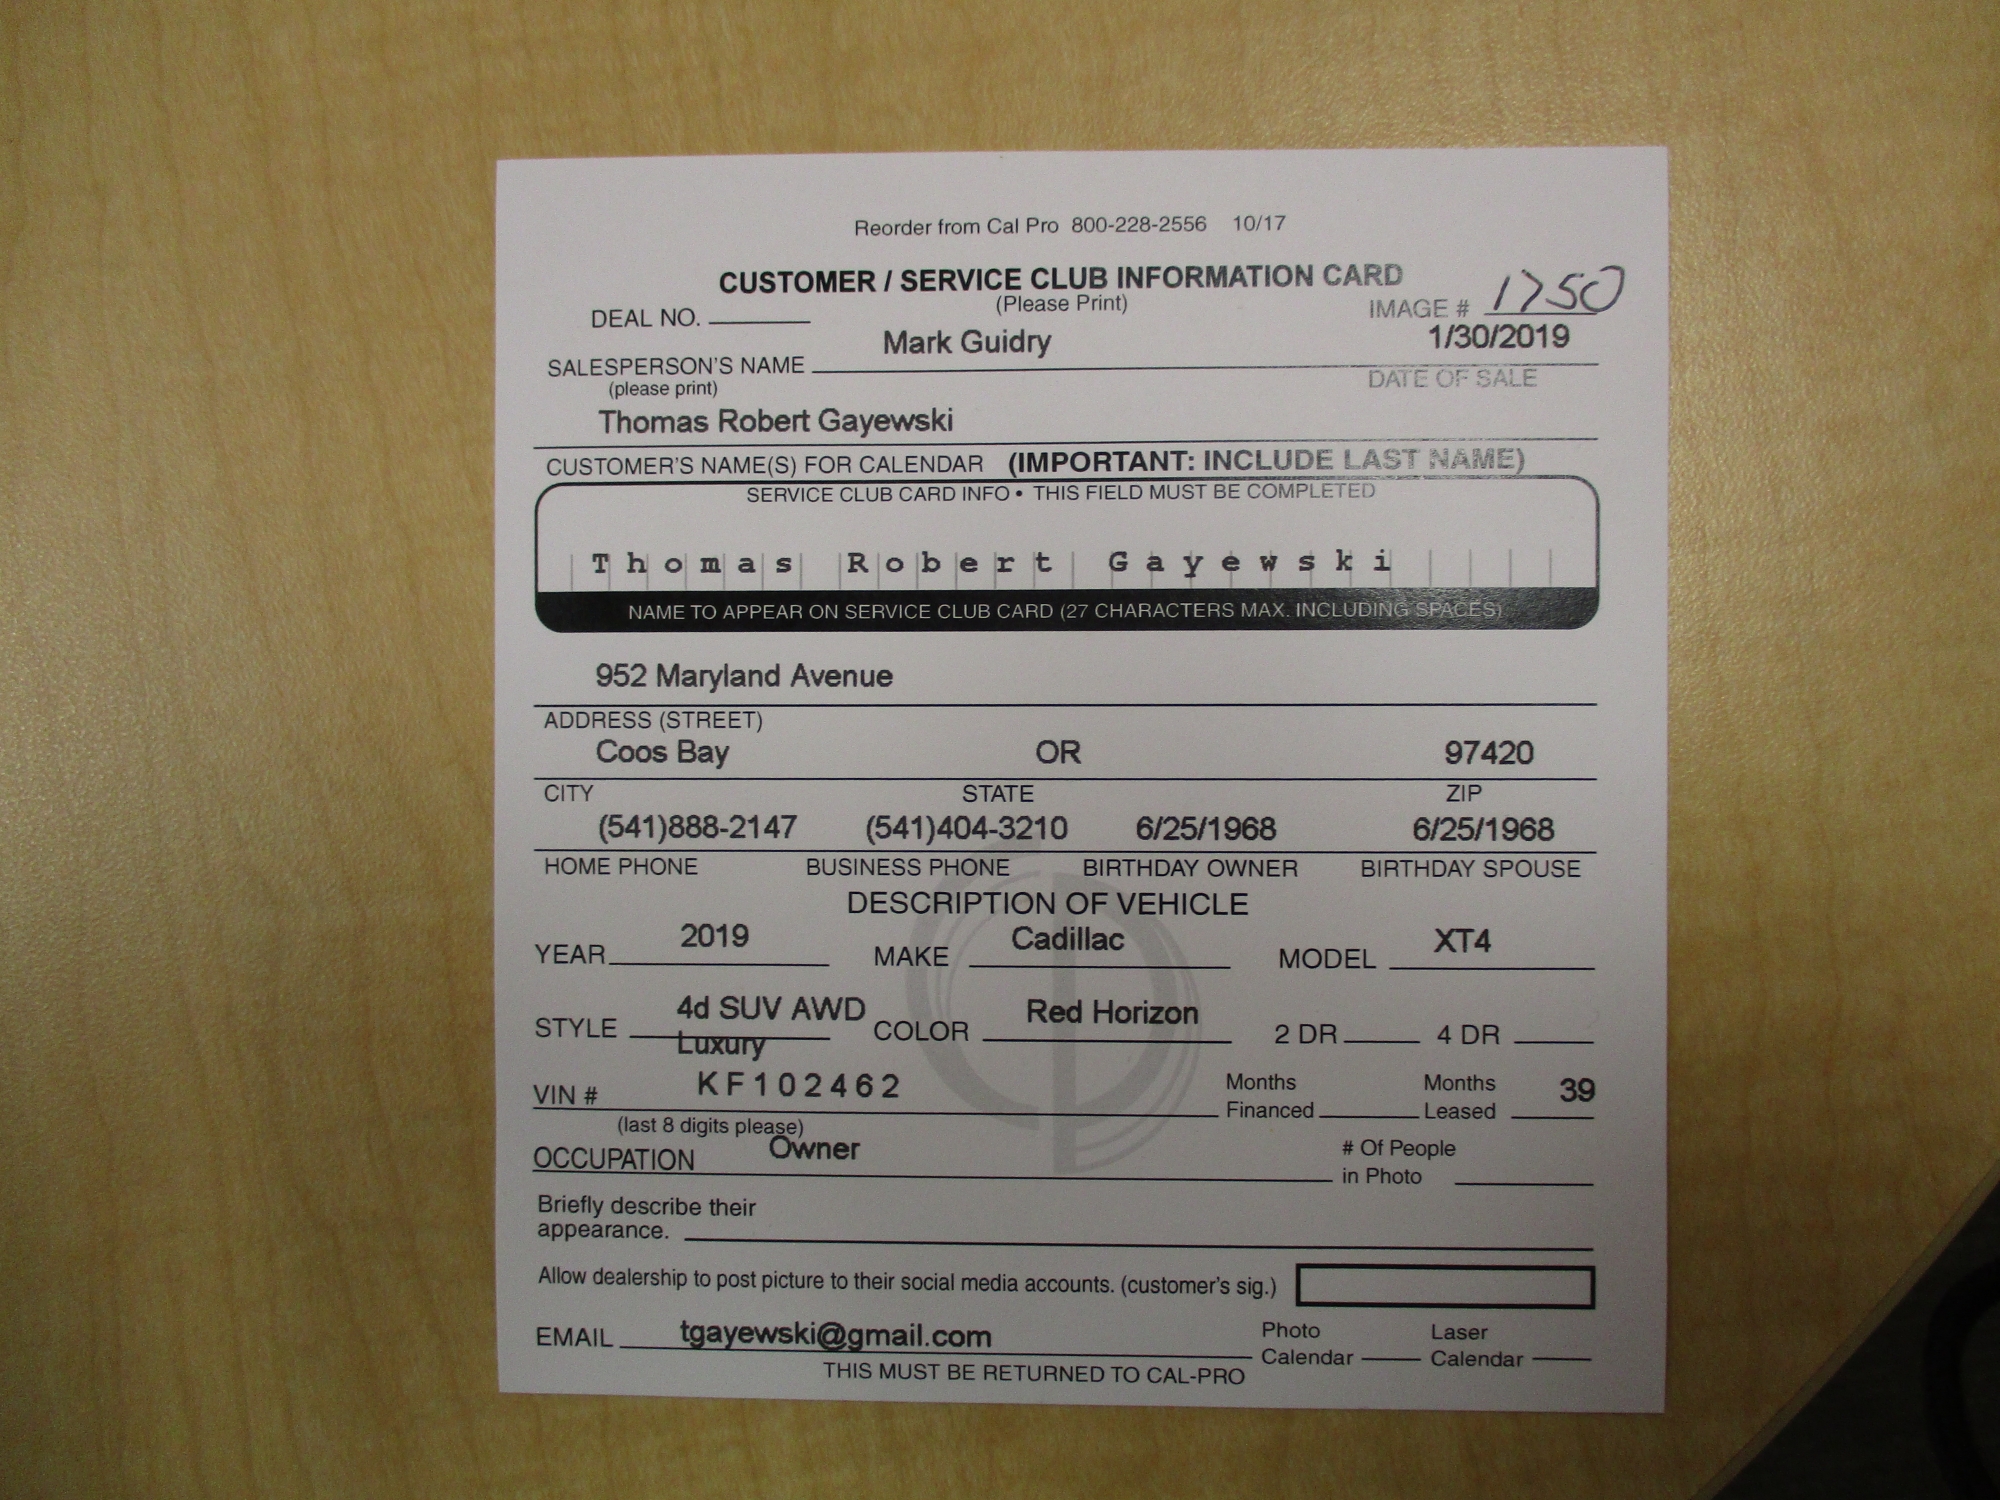 Reorder from Cal Pro 800-228-2556 10/17
CUSTOMER / SERVICE CLUB INFORMATION CARD
(Please Print)
DEAL NO.
IMAGE # 1750
Mark Guidry 1/30/2019
SALESPERSON'S NAME
(please print)
DATE OF SALE
Thomas Robert Gayewski
CUSTOMER'S NAME(S) FOR CALENDAR (IMPORTANT: INCLUDE LAST NAME)
SERVICE CLUB CARD INFO • THIS FIELD MUST BE COMPLETED
Thomas Robert Gayewski
NAME TO APPEAR ON SERVICE CLUB CARD (27 CHARACTERS MAX. INCLUDING SPACES)
952 Maryland Avenue
ADDRESS (STREET)
Coos Bay OR 97420
CITY STATE ZIP
(541)888-2147 (541)404-3210 6/25/1968 6/25/1968
HOME PHONE BUSINESS PHONE BIRTHDAY OWNER BIRTHDAY SPOUSE
DESCRIPTION OF VEHICLE
YEAR 2019 MAKE Cadillac MODEL XT4
STYLE 4d SUV AWD COLOR Red Horizon 2 DR 4 DR
Luxury
VIN # KF102462 Months Financed Months Leased 39
(last 8 digits please)
OCCUPATION Owner # Of People in Photo
Briefly describe their
appearance.
Allow dealership to post picture to their social media accounts. (customer's sig.)
EMAIL tgayewski@gmail.com Photo Calendar Laser Calendar
THIS MUST BE RETURNED TO CAL-PRO